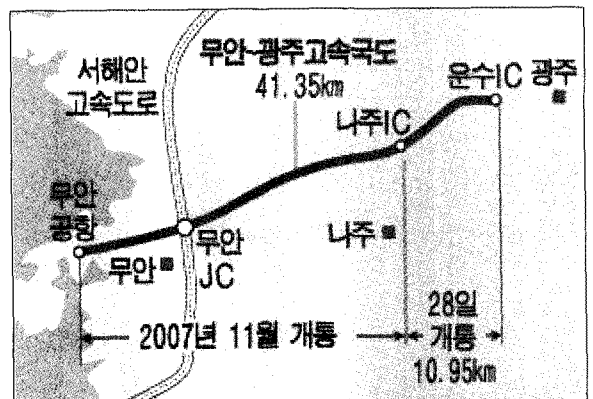 서해안
고속도로
무안-광주고속국도
41.35km
운수IC
광주
나주IC
무안
공항
무안
무안
JC
나주
2007년 11월 개통
28일
개통
10.95km